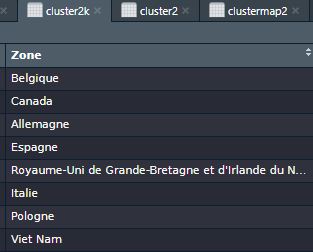 cluster2k cluster2 clustermap2
Zone
Belgique
Canada
Allemagne
Espagne
Royaume-Uni de Grande-Bretagne et d'Irlande du N...
Italie
Pologne
Viet Nam